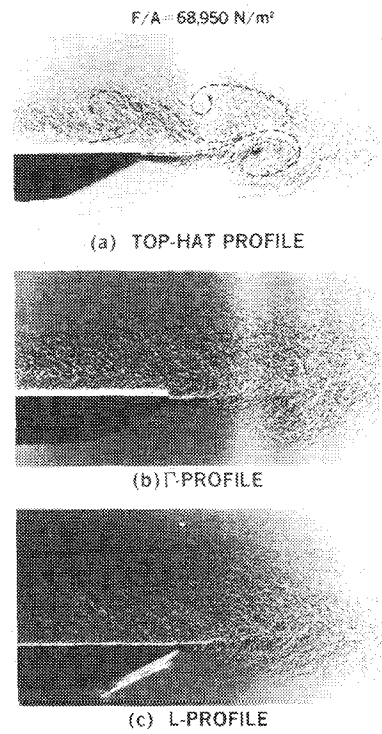 F/A = 68,950 N/m²
(a) TOP-HAT PROFILE
(b) Γ-PROFILE
(c) L-PROFILE